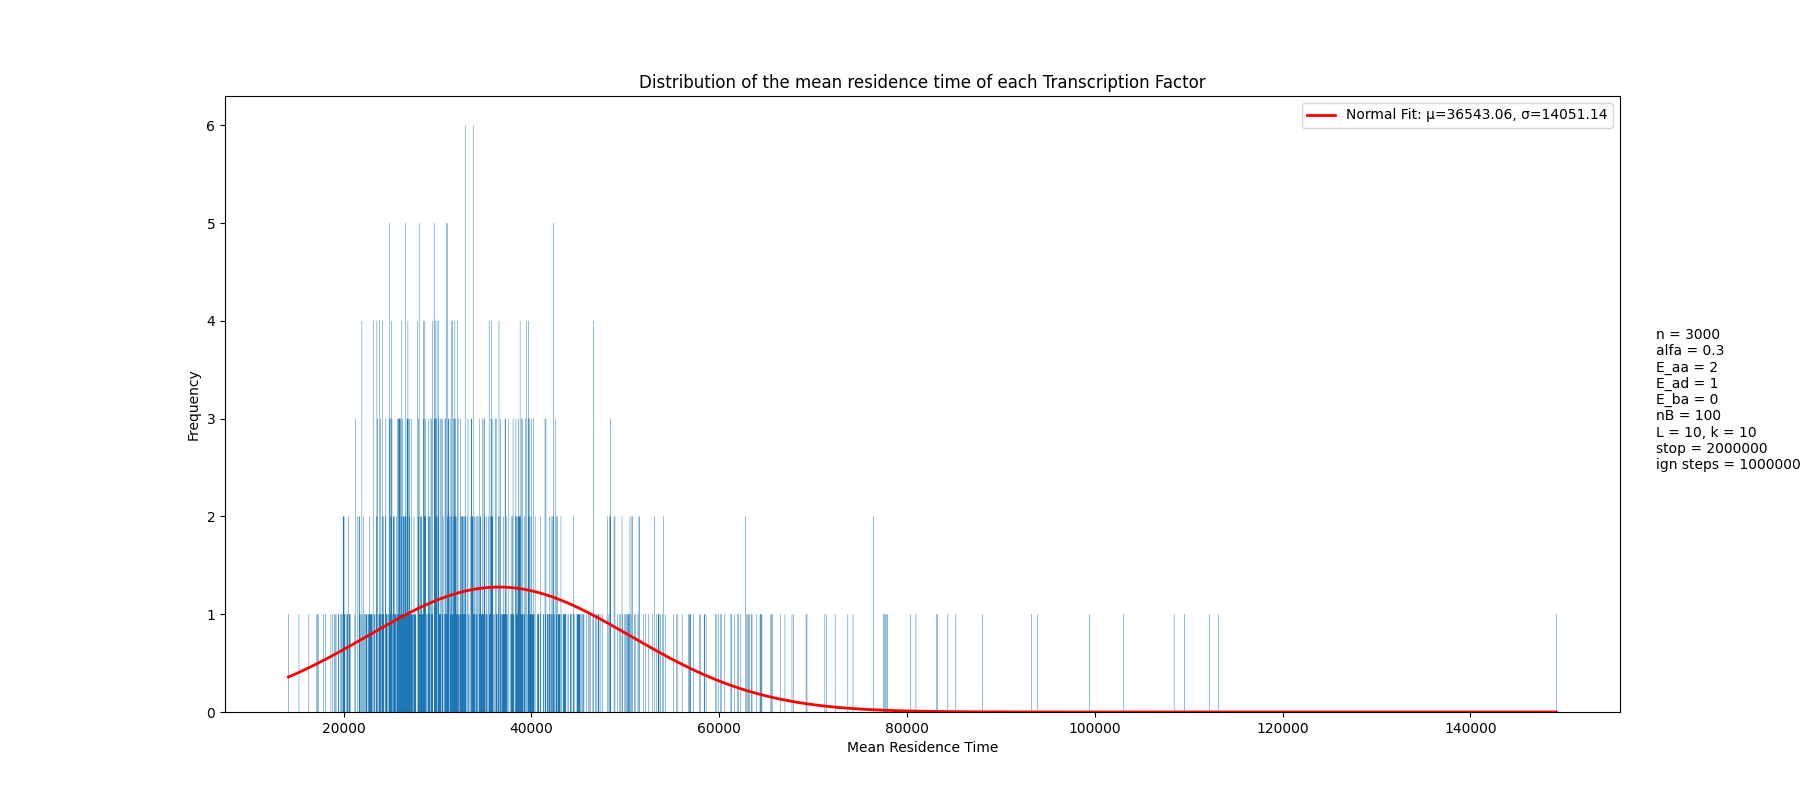 Distribution of the mean residence time of each Transcription Factor
Normal Fit: μ=36543.06, σ=14051.14
6
5
4
3
2
1
0
Frequency
20000
40000
60000
80000
100000
120000
140000
Mean Residence Time
n = 3000
alfa = 0.3
E_aa = 2
E_ad = 1
E_ba = 0
nB = 100
L = 10, k = 10
stop = 2000000
ign steps = 1000000